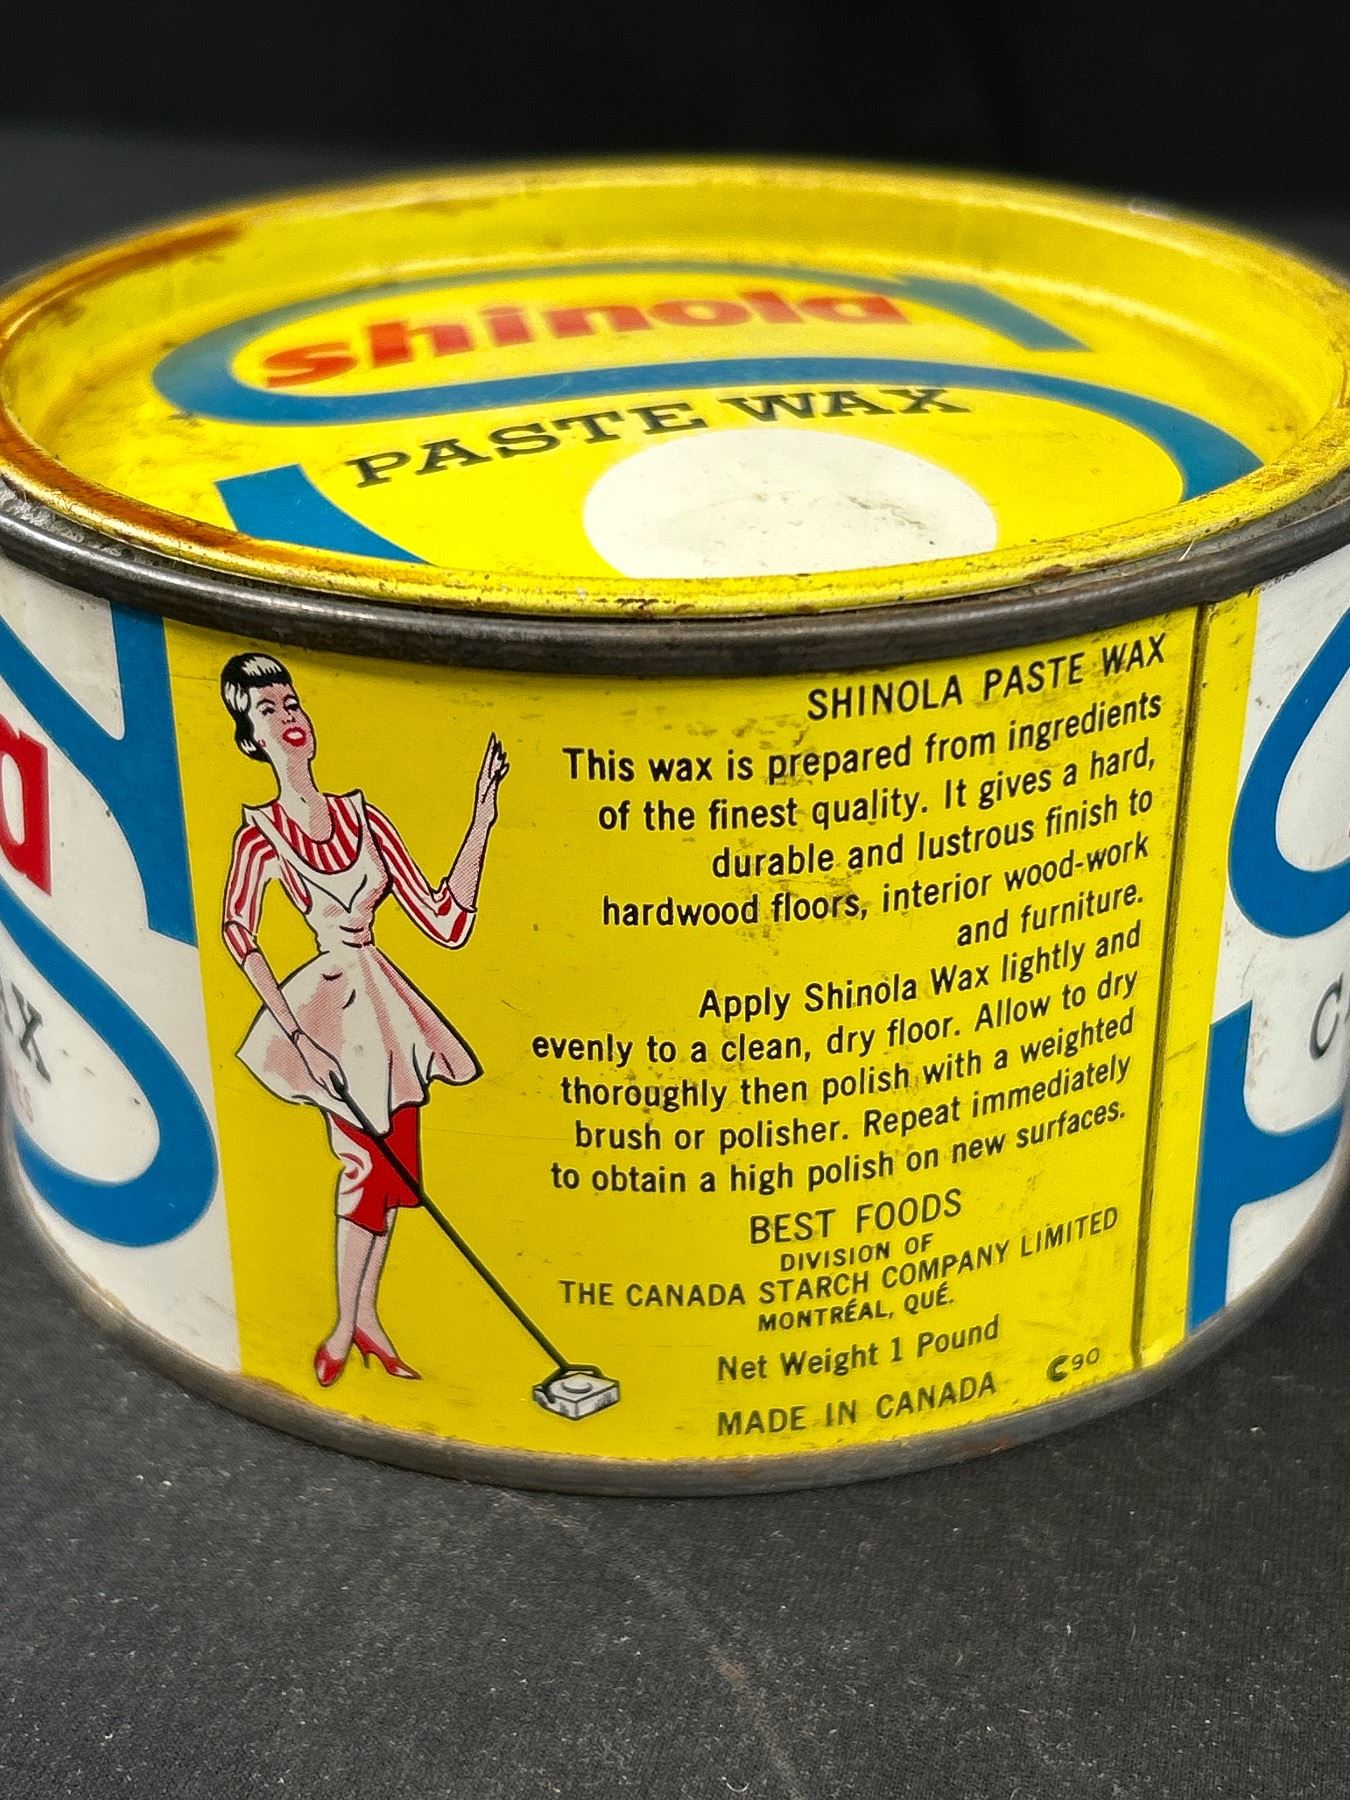 shinola
PASTE WAX
SHINOLA PASTE WAX
This wax is prepared from ingredients
of the finest quality. It gives a hard,
durable and lustrous finish to
hardwood floors, interior wood-work
and furniture.
Apply Shinola Wax lightly and
evenly to a clean, dry floor. Allow to dry
thoroughly then polish with a weighted
brush or polisher. Repeat immediately
to obtain a high polish on new surfaces.
BEST FOODS
DIVISION OF
THE CANADA STARCH COMPANY LIMITED
MONTRÉAL, QUÉ.
Net Weight 1 Pound
MADE IN CANADA C90